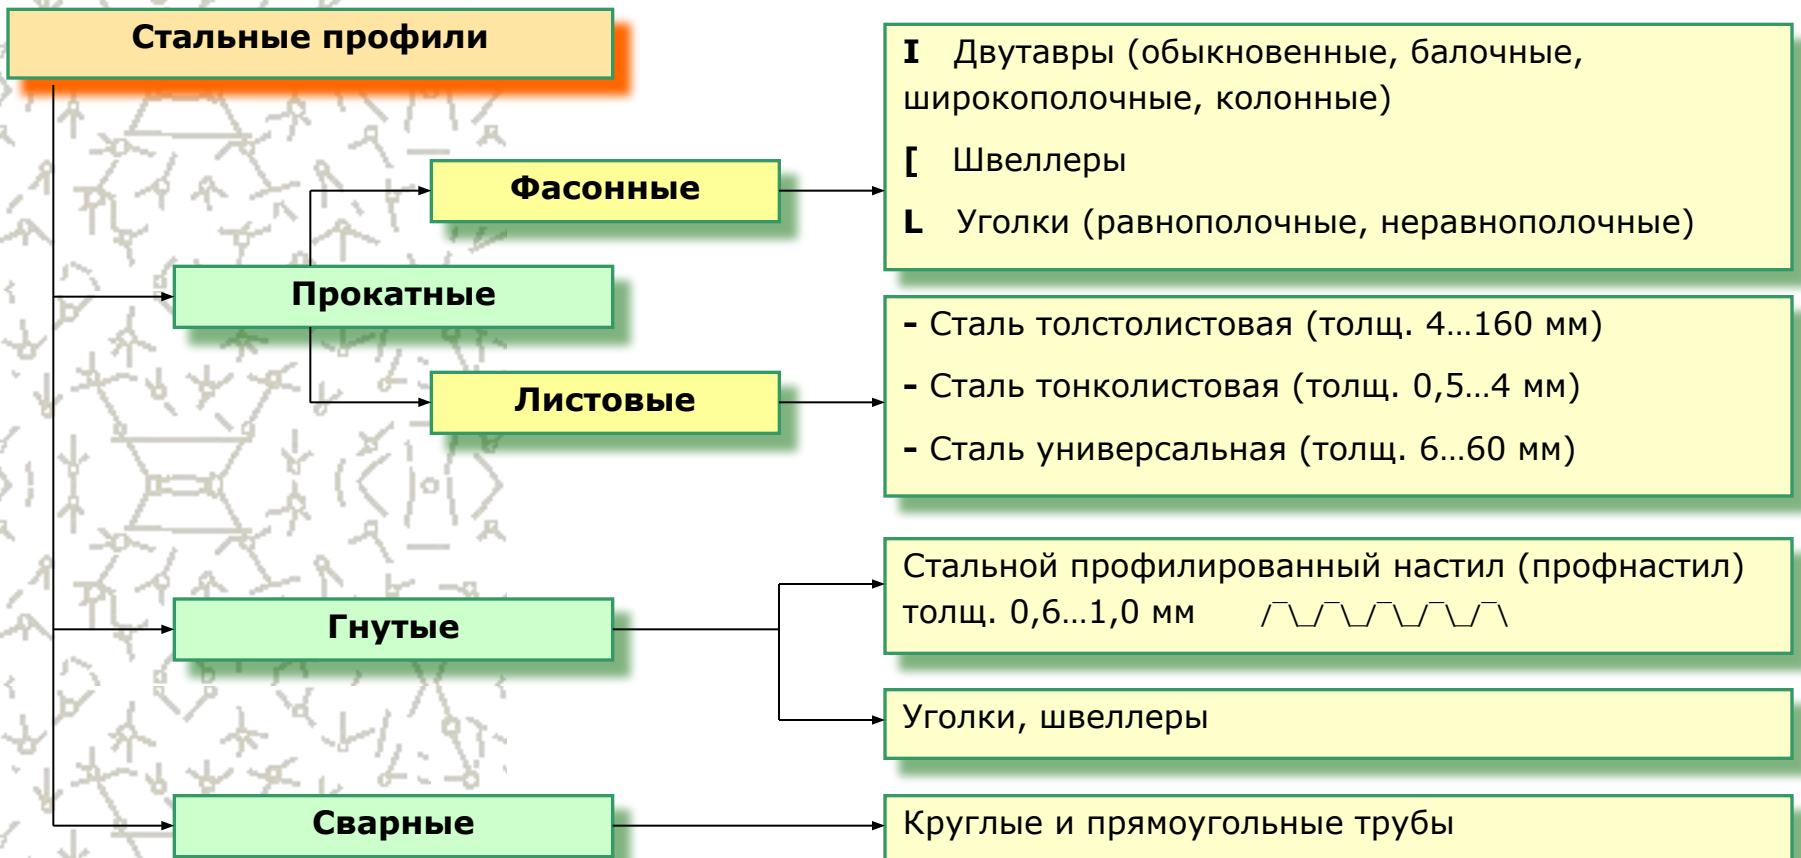 Стальные профили
I Двутавры (обыкновенные, балочные,
широкополочные, колонные)
[ Швеллеры
L Уголки (равнополочные, неравнополочные)
Фасонные
Прокатные
Листовые
- Сталь толстолистовая (толщ. 4…160 мм)
- Сталь тонколистовая (толщ. 0,5…4 мм)
- Сталь универсальная (толщ. 6…60 мм)
Гнутые
Стальной профилированный настил (профнастил)
толщ. 0,6…1,0 мм /¯\_/¯\_/¯\_/¯\_/¯\
Уголки, швеллеры
Сварные
Круглые и прямоугольные трубы